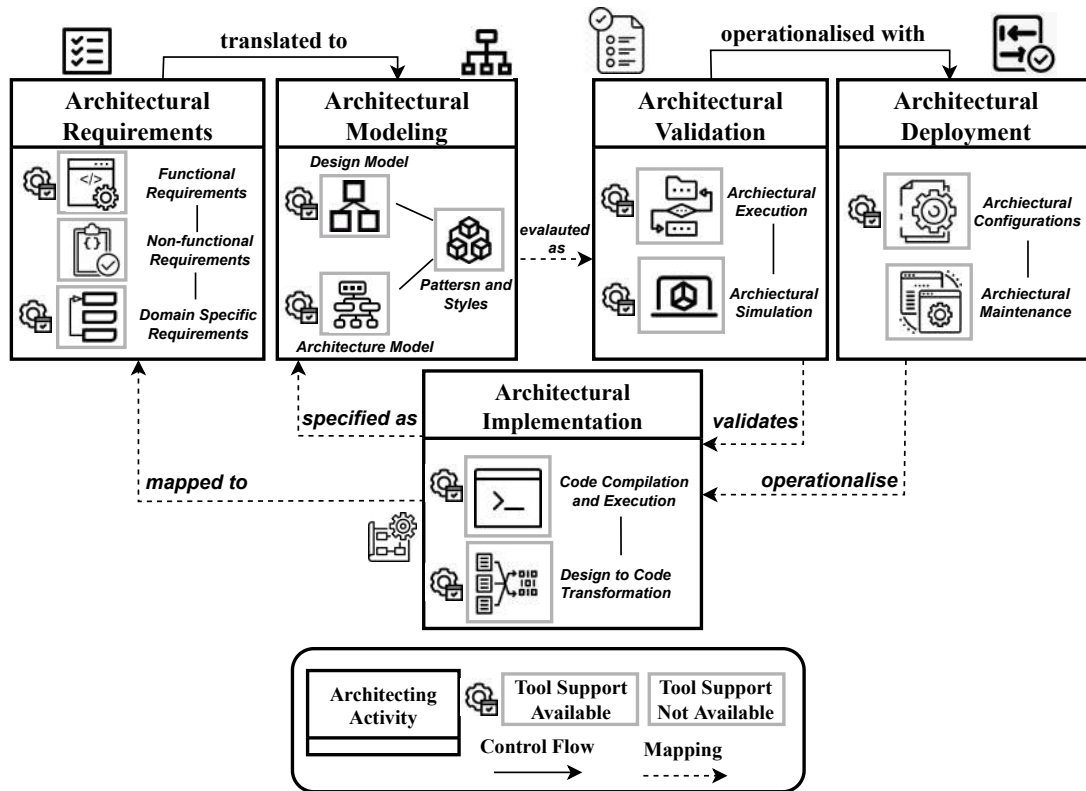 translated to
operationalised with
Architectural
Requirements
Functional
Requirements
Non-functional
Requirements
Domain Specific
Requirements
Architectural
Modeling
Design Model
Pattersn and
Styles
Architecture Model
evalauted
as
Architectural
Validation
Archiectural
Execution
Archiectural
Simulation
Architectural
Deployment
Archiectural
Configurations
Archiectural
Maintenance
specified as
mapped to
validates
operationalise
Architectural
Implementation
Code Compilation
and Execution
Design to Code
Transformation
Architecting
Activity
Tool Support
Available
Tool Support
Not Available
Control Flow
Mapping